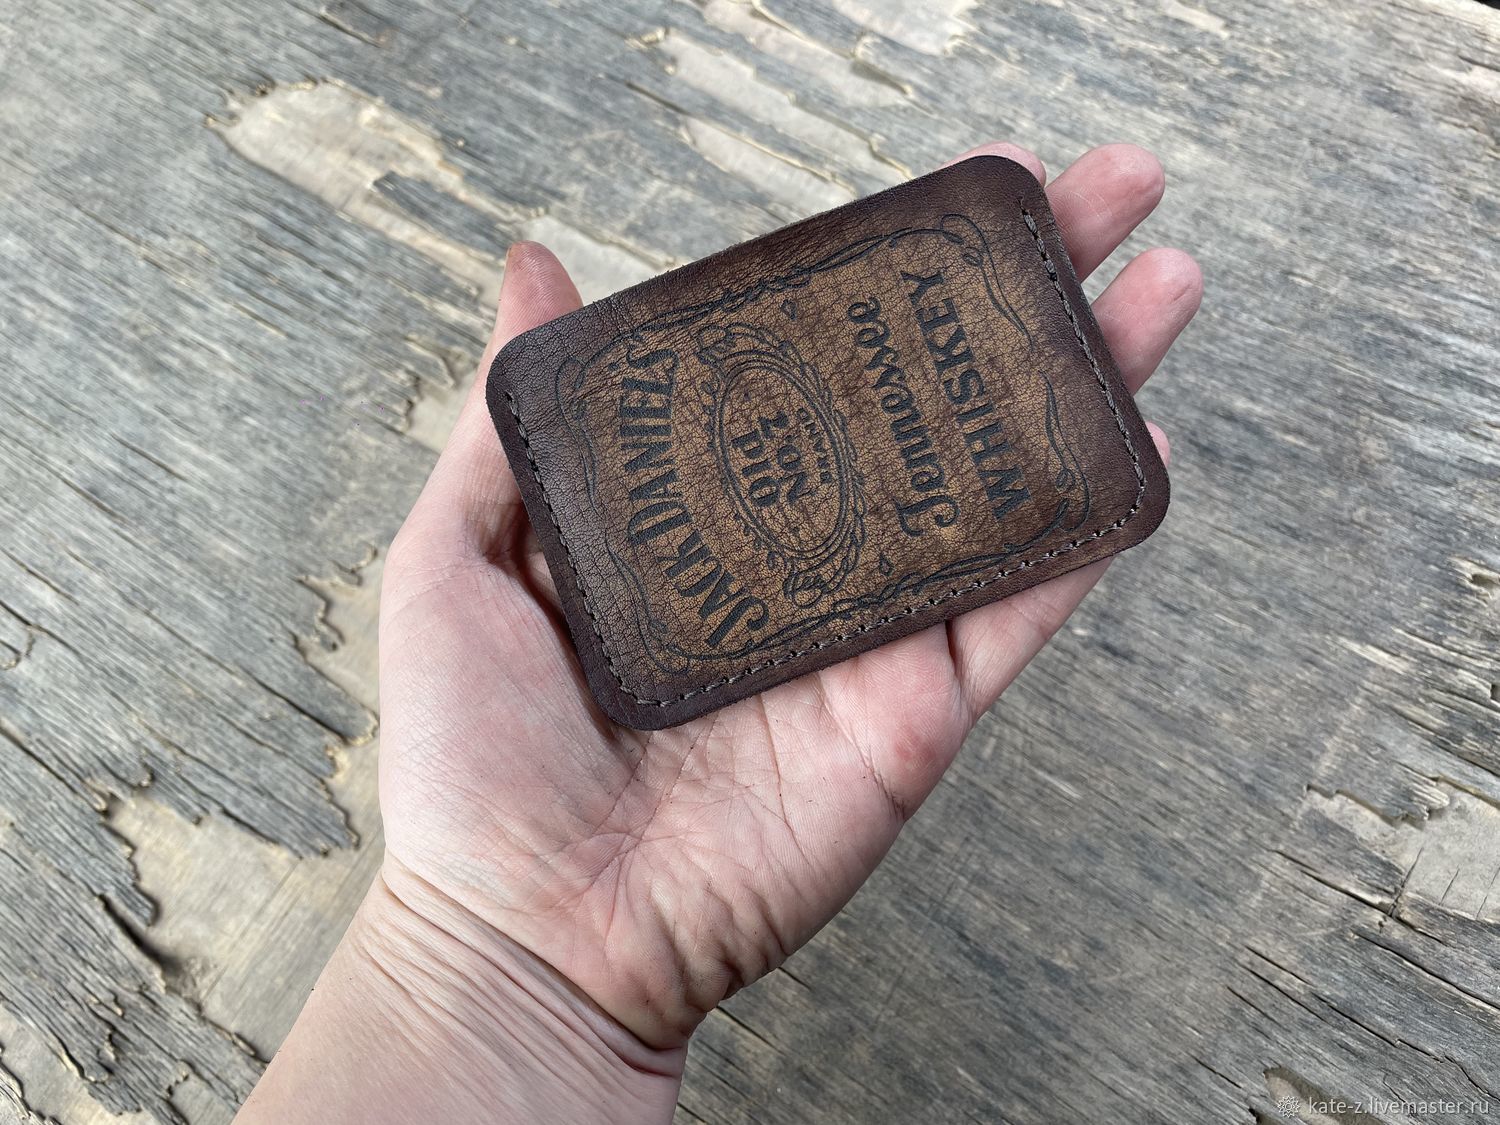 JACK DANIEL'S
OLD
NO. 7
BRAND
Tennessee
WHISKEY
kate-z.livemaster.ru